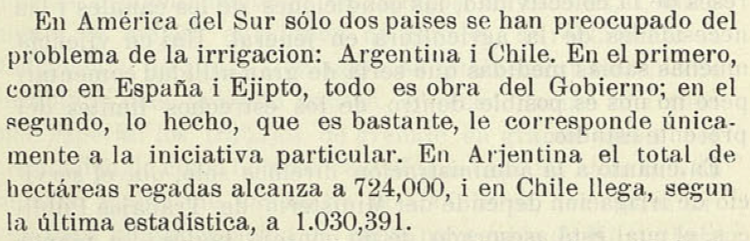 En América del Sur sólo dos paises se han preocupado del
problema de la irrigacion: Argentina i Chile. En el primero,
como en España i Ejipto, todo es obra del Gobierno; en el
segundo, lo hecho, que es bastante, le corresponde única-
mente a la iniciativa particular. En Arjentina el total de
hectáreas regadas alcanza a 724,000, i en Chile llega, segun
la última estadística, a 1.030,391.